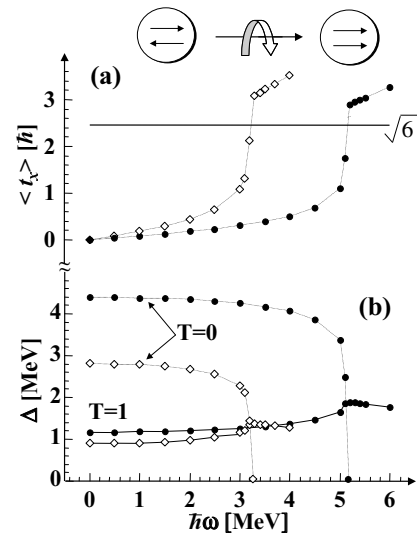 (a)
3
2
1
0
< tₓ > [ħ]
√6
(b)
4
3
2
1
0
Δ [MeV]
T=0
T=1
0 1 2 3 4 5 6
ħω [MeV]